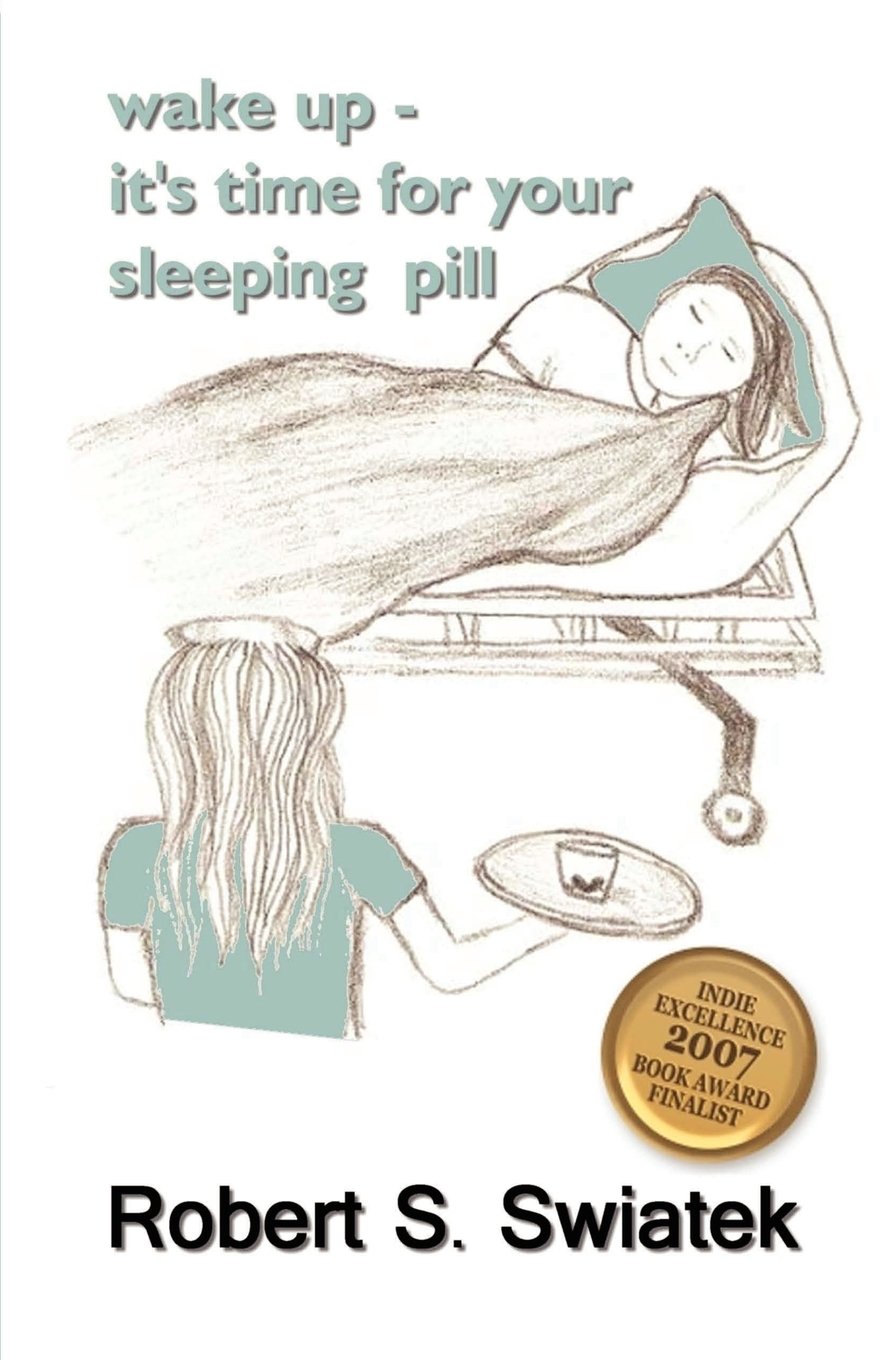 wake up -
it's time for your
sleeping pill
INDIE
EXCELLENCE
2007
BOOK AWARD
FINALIST
Robert S. Swiatek